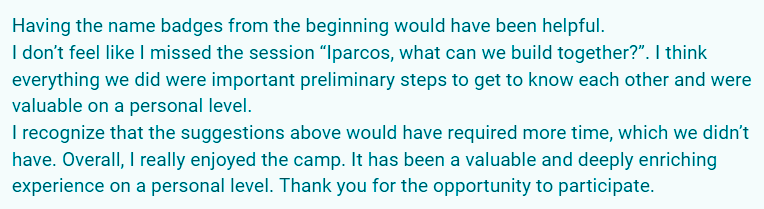 Having the name badges from the beginning would have been helpful.
I don’t feel like I missed the session “Iparcos, what can we build together?”. I think
everything we did were important preliminary steps to get to know each other and were
valuable on a personal level.
I recognize that the suggestions above would have required more time, which we didn’t
have. Overall, I really enjoyed the camp. It has been a valuable and deeply enriching
experience on a personal level. Thank you for the opportunity to participate.